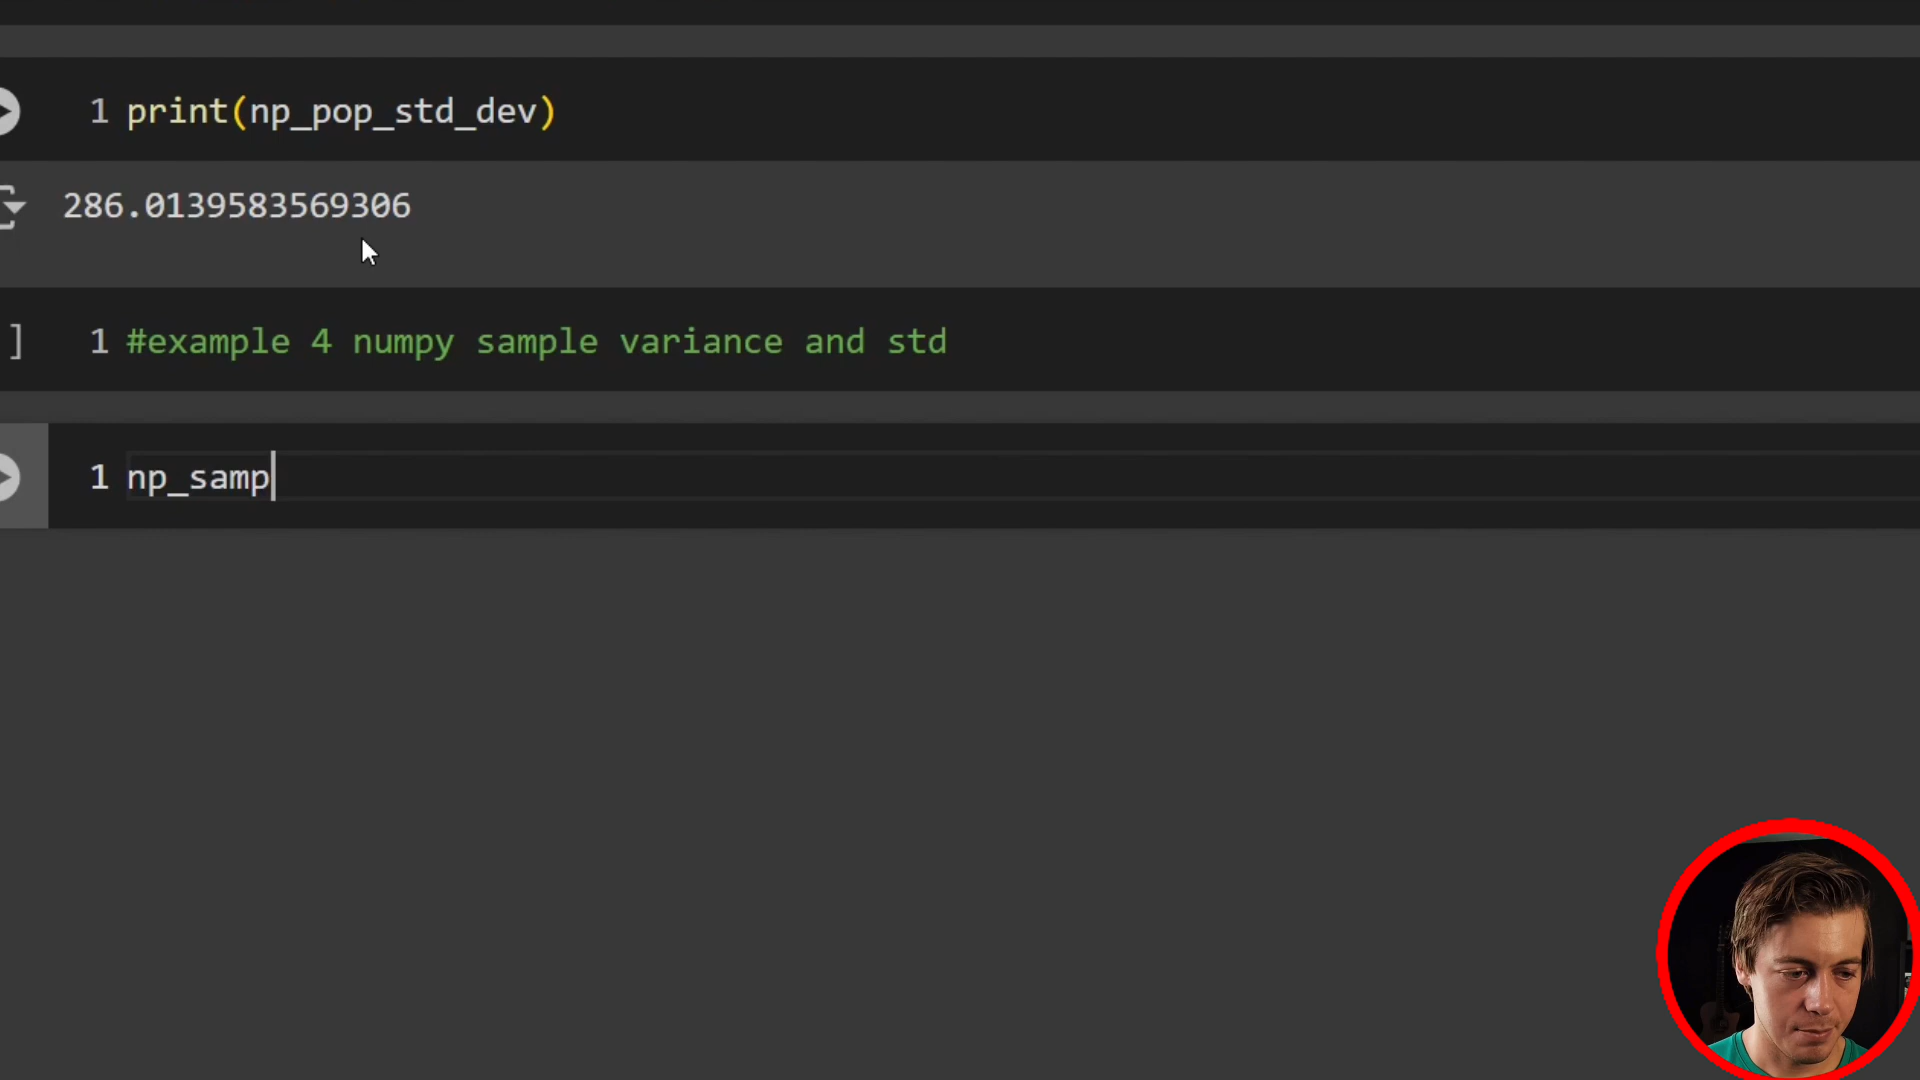 1 print(np_pop_std_dev)
286.0139583569306
] 1 #example 4 numpy sample variance and std
1 np_samp